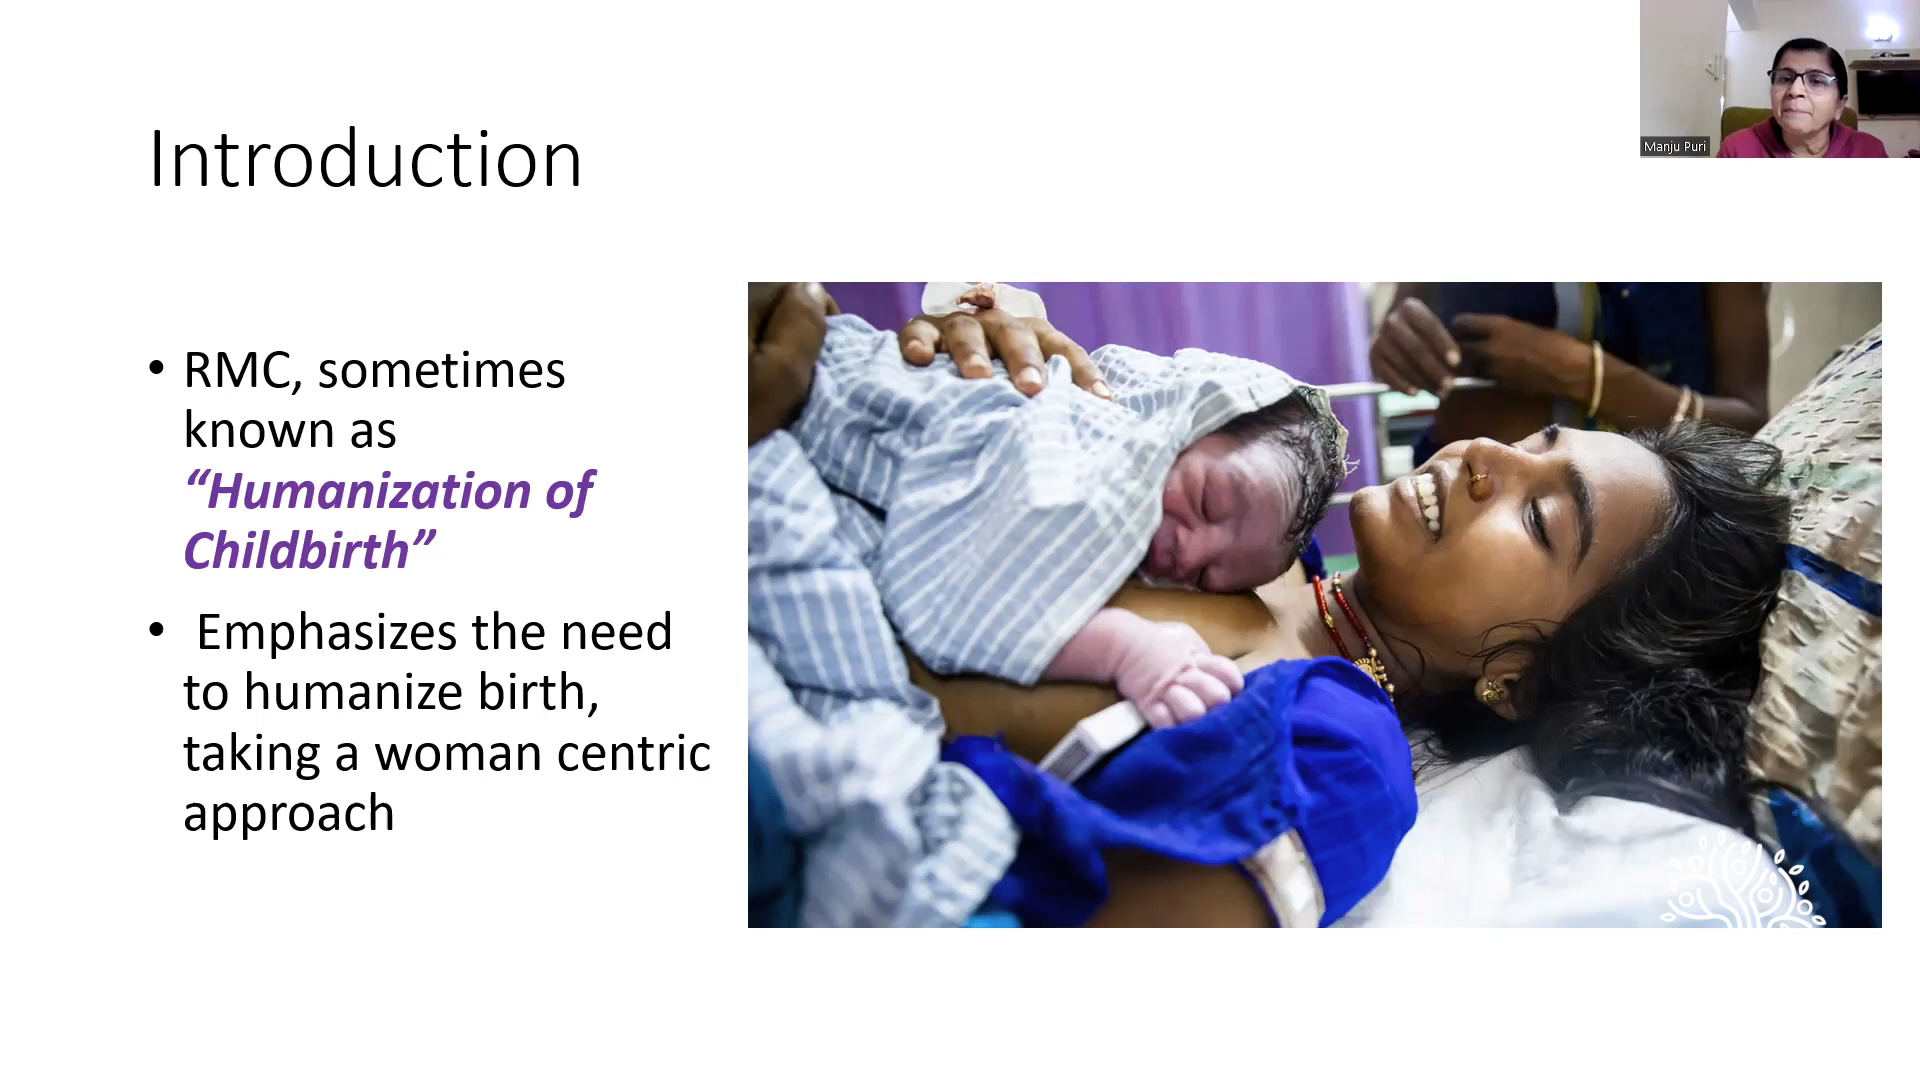 Manju Puri
Introduction
• RMC, sometimes
known as
“Humanization of
Childbirth”
• Emphasizes the need
to humanize birth,
taking a woman centric
approach